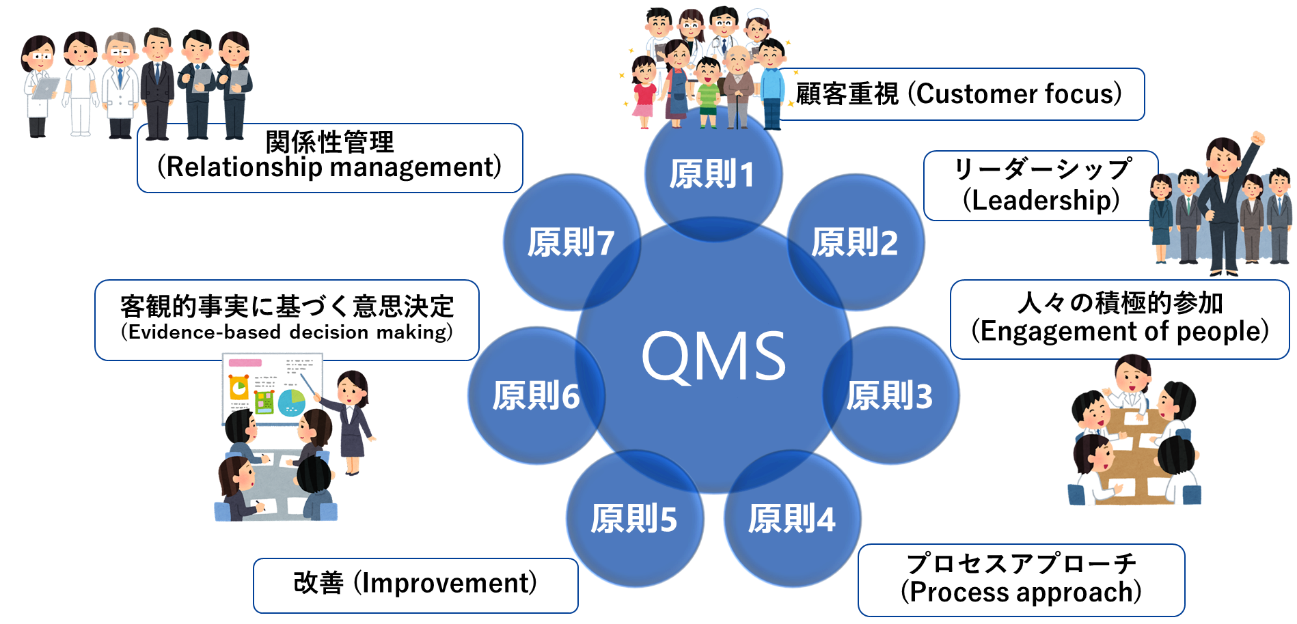 関係性管理
(Relationship management)
顧客重視 (Customer focus)
原則1
リーダーシップ
(Leadership)
原則7
原則2
客観的事実に基づく意思決定
(Evidence-based decision making)
人々の積極的参加
(Engagement of people)
QMS
原則6
原則3
原則5
原則4
改善 (Improvement)
プロセスアプローチ
(Process approach)